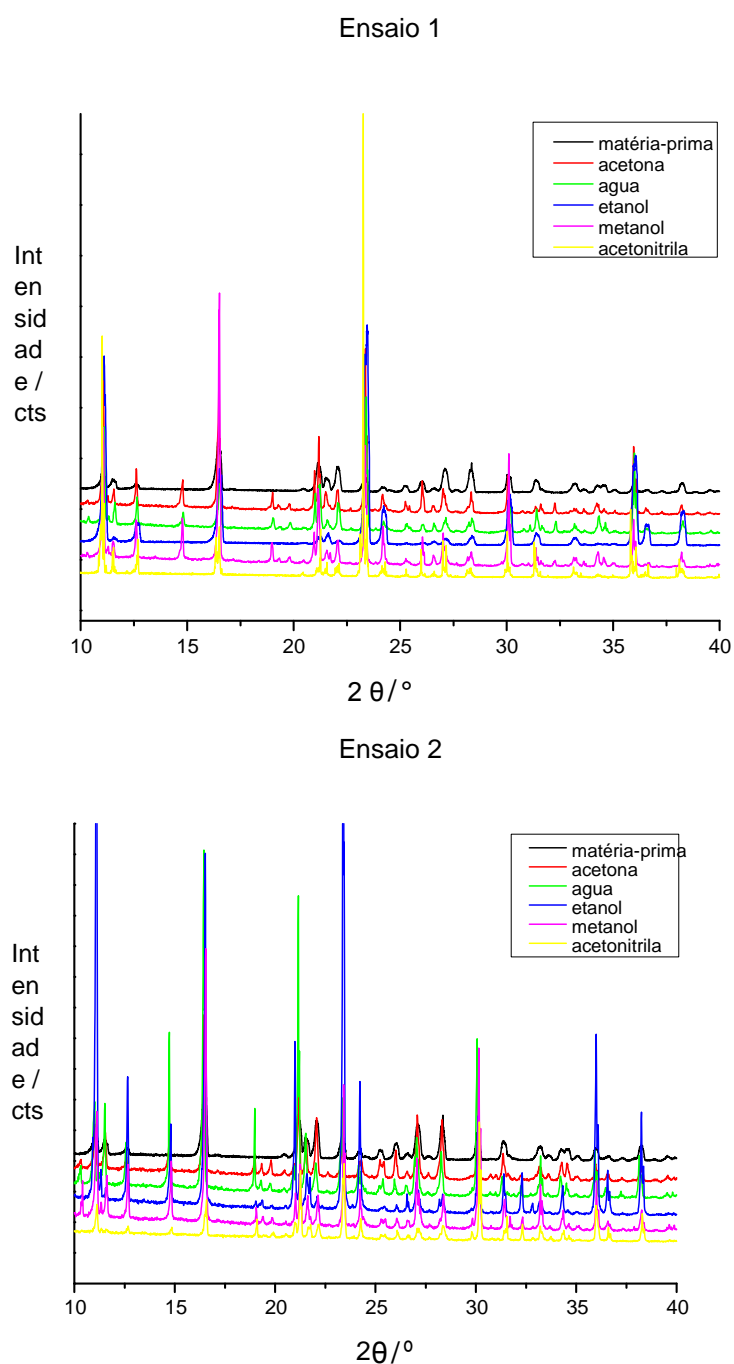 Ensaio 1
matéria-prima
acetona
agua
etanol
metanol
acetonitrila
Int
en
sid
ad
e /
cts
10
15
20
25
30
35
40
2 θ/°
Ensaio 2
matéria-prima
acetona
agua
etanol
metanol
acetonitrila
Int
en
sid
ad
e /
cts
10
15
20
25
30
35
40
2θ/º